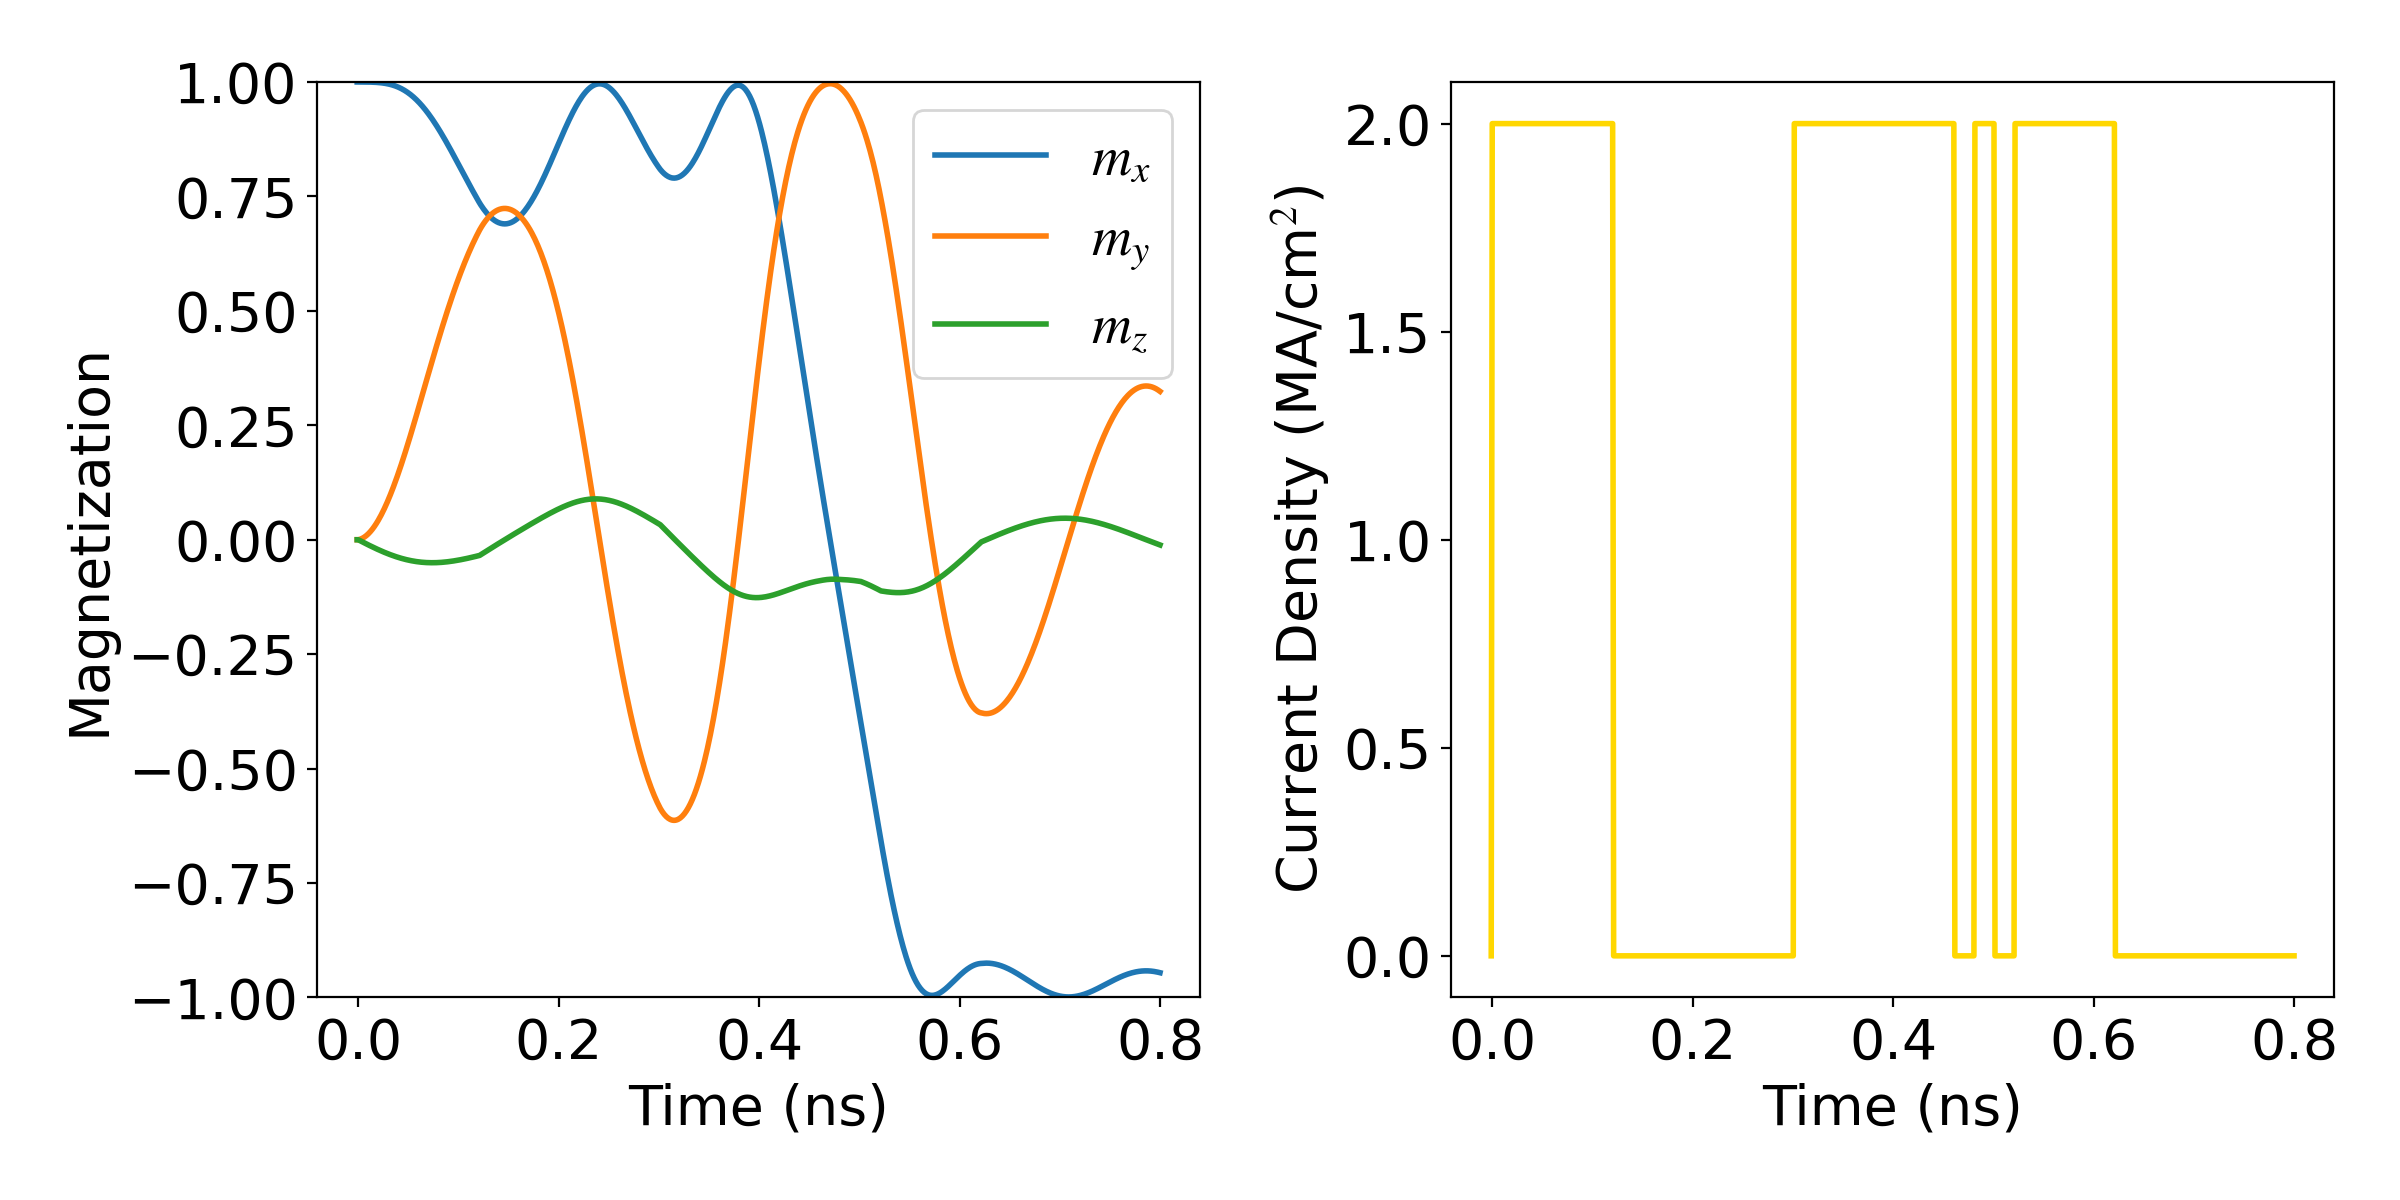 Magnetization
1.00
0.75
0.50
0.25
0.00
−0.25
−0.50
−0.75
−1.00
0.0 0.2 0.4 0.6 0.8
Time (ns)
m_x
m_y
m_z
Current Density (MA/cm²)
2.0
1.5
1.0
0.5
0.0
0.0 0.2 0.4 0.6 0.8
Time (ns)